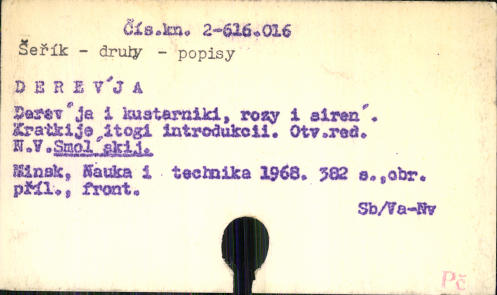 Čís.kn. 2-616.016
Šeřík - druhy - popisy
D E R E V´J A
Derev´ja i kustarniki, rozy i siren´.
Kratkije itogi introdukcii. Otv.red.
N.V.Smol´skij.
Minsk, Nauka i technika 1968. 382 s.,obr.
příl., front.
Sb/Va-Nv
Pč